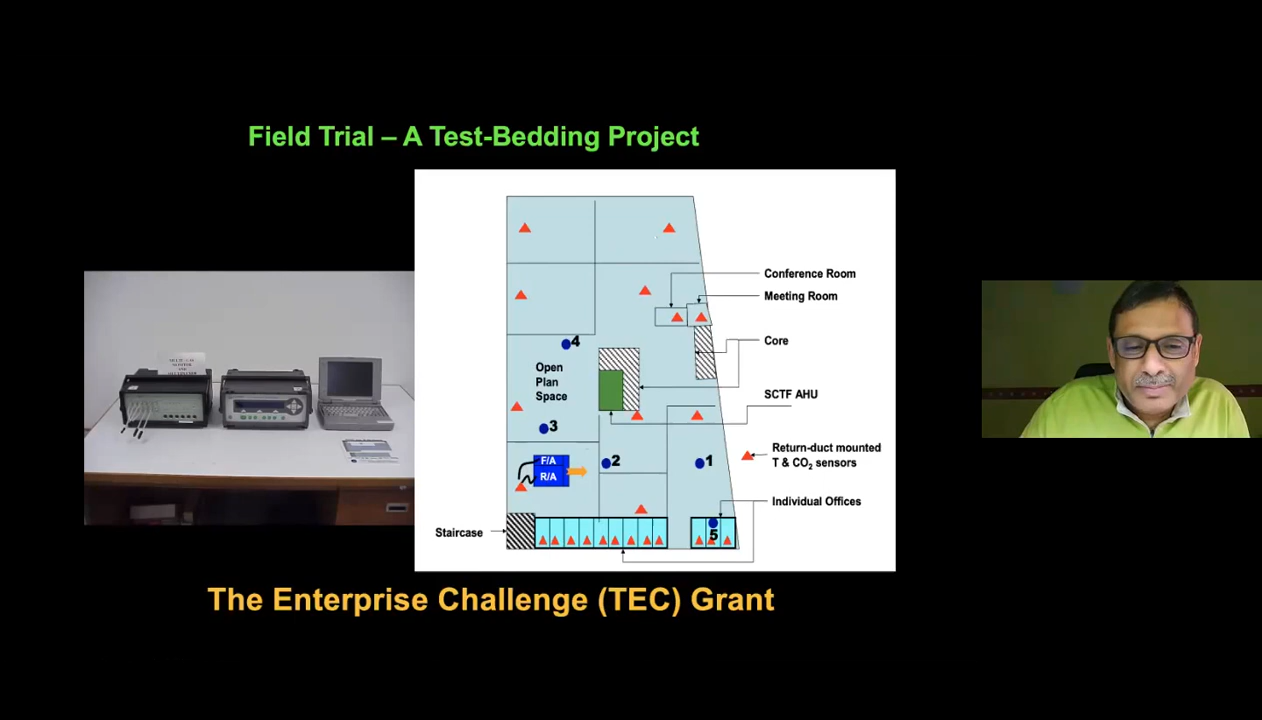 Field Trial – A Test-Bedding Project
Conference Room
Meeting Room
Core
4
Open
Plan
Space
SCTF AHU
3
Return-duct mounted
T & CO₂ sensors
F/A
R/A
2
1
Individual Offices
Staircase
5
The Enterprise Challenge (TEC) Grant